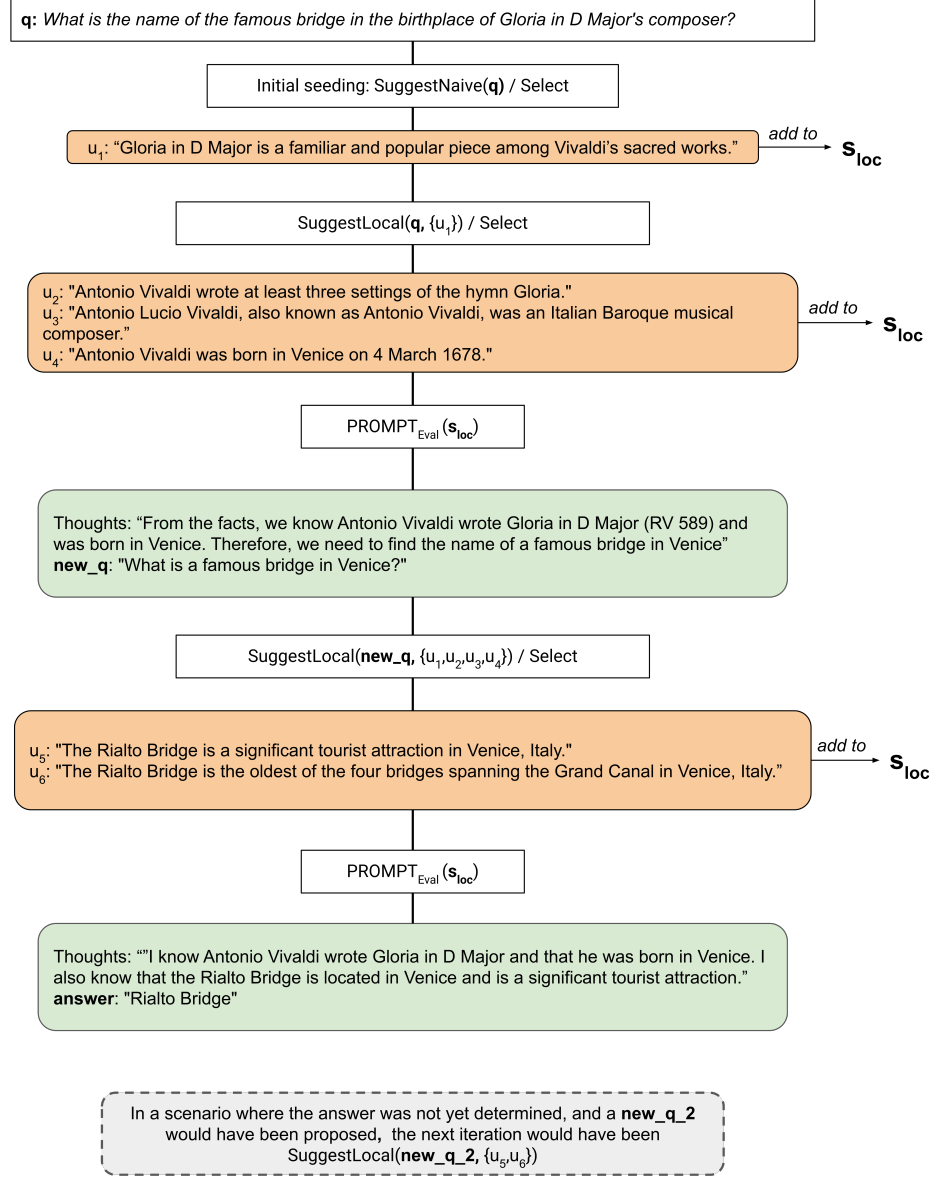 q: What is the name of the famous bridge in the birthplace of Gloria in D Major's composer?
Initial seeding: SuggestNaive(q) / Select
u1: “Gloria in D Major is a familiar and popular piece among Vivaldi’s sacred works.”
add to
sloc
SuggestLocal(q, {u1}) / Select
u2: "Antonio Vivaldi wrote at least three settings of the hymn Gloria."
u3: "Antonio Lucio Vivaldi, also known as Antonio Vivaldi, was an Italian Baroque musical
composer.”
u4: "Antonio Vivaldi was born in Venice on 4 March 1678."
add to
sloc
PROMPTEval (sloc)
Thoughts: “From the facts, we know Antonio Vivaldi wrote Gloria in D Major (RV 589) and
was born in Venice. Therefore, we need to find the name of a famous bridge in Venice”
new_q: "What is a famous bridge in Venice?"
SuggestLocal(new_q, {u1,u2,u3,u4}) / Select
u5: "The Rialto Bridge is a significant tourist attraction in Venice, Italy."
u6: "The Rialto Bridge is the oldest of the four bridges spanning the Grand Canal in Venice, Italy.”
add to
sloc
PROMPTEval (sloc)
Thoughts: “”I know Antonio Vivaldi wrote Gloria in D Major and that he was born in Venice. I
also know that the Rialto Bridge is located in Venice and is a significant tourist attraction.”
answer: "Rialto Bridge"
In a scenario where the answer was not yet determined, and a new_q_2
would have been proposed, the next iteration would have been
SuggestLocal(new_q_2, {u5,u6})